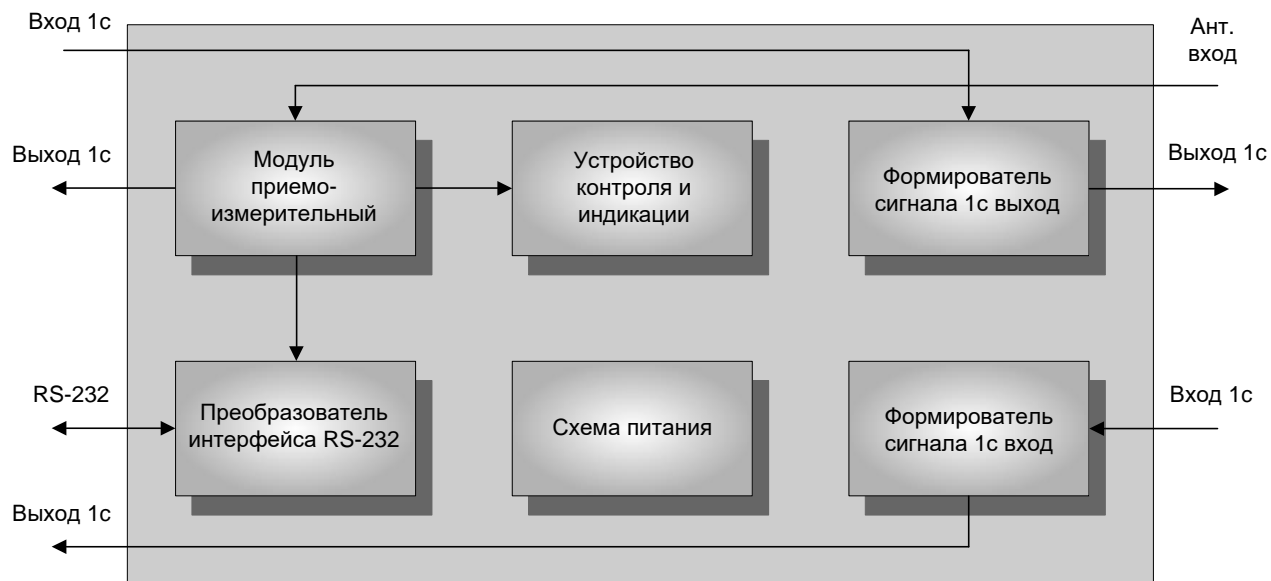 Вход 1с
Ант.
вход
Выход 1с
Модуль
приемо-
измерительный
Устройство
контроля и
индикации
Формирователь
сигнала 1с выход
Выход 1с
RS-232
Преобразователь
интерфейса RS-232
Схема питания
Формирователь
сигнала 1с вход
Вход 1с
Выход 1с